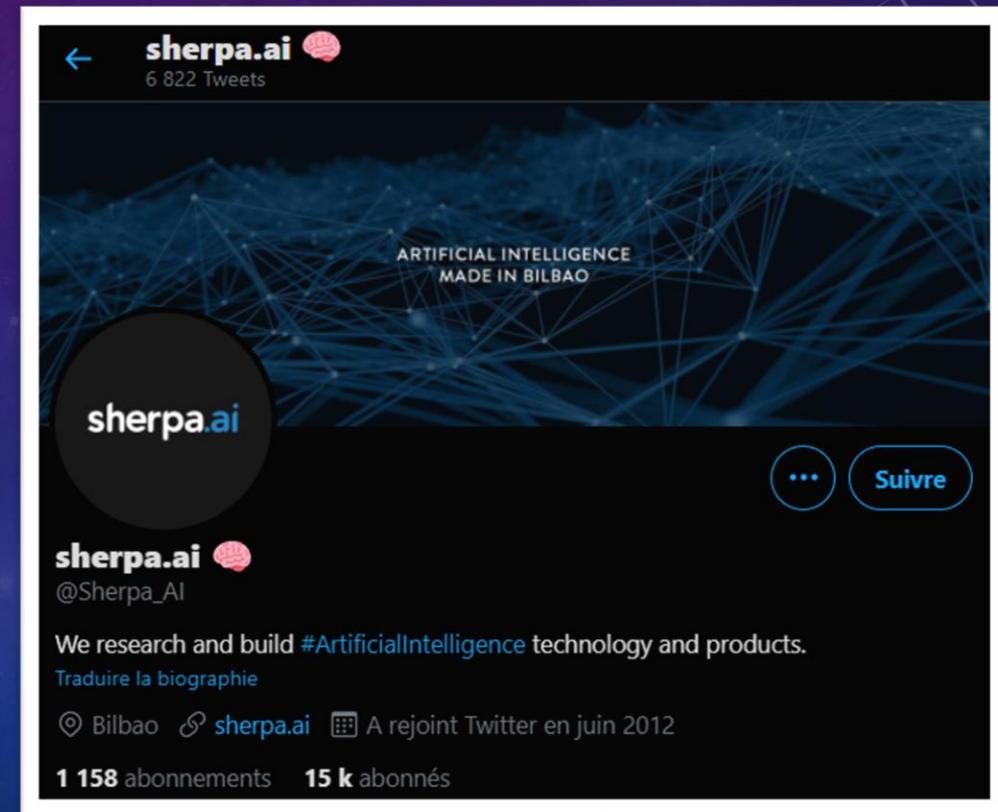 sherpa.ai 🧠
6 822 Tweets
ARTIFICIAL INTELLIGENCE
MADE IN BILBAO
sherpa.ai
Suivre
sherpa.ai 🧠
@Sherpa_AI
We research and build #ArtificialIntelligence technology and products.
Traduire la biographie
Bilbao sherpa.ai A rejoint Twitter en juin 2012
1 158 abonnements 15 k abonnés